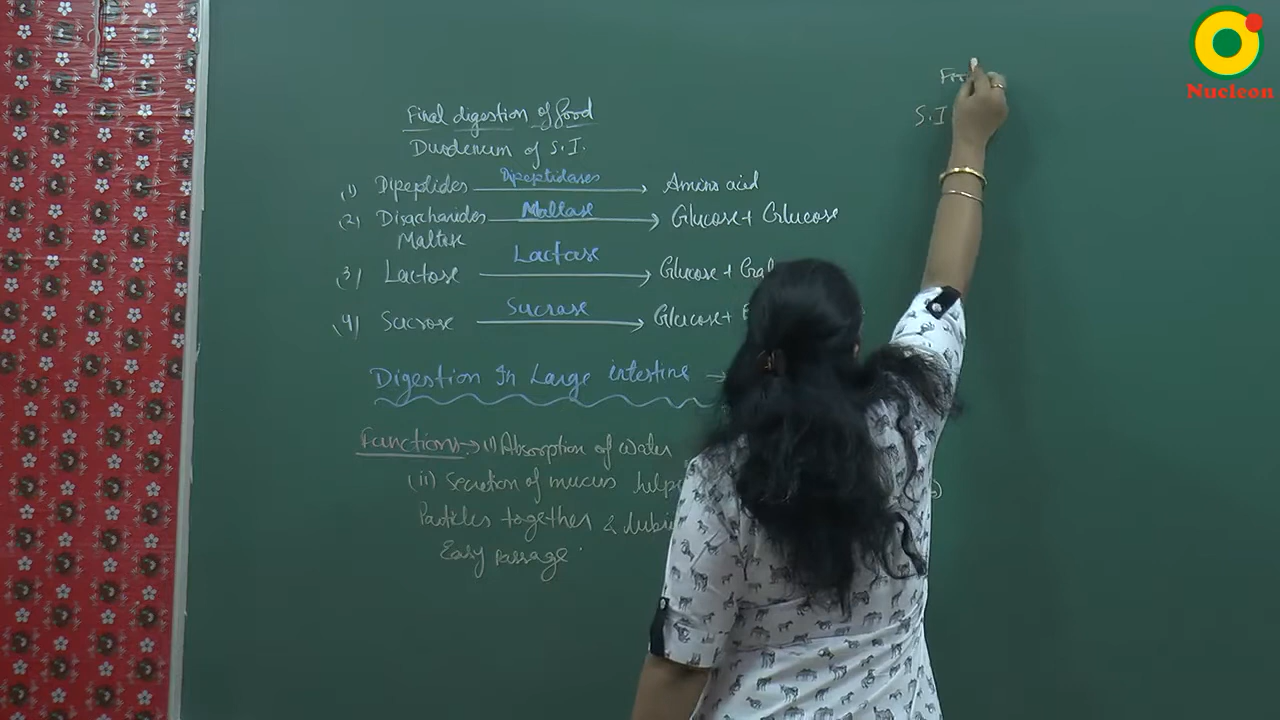 Final digestion of food
Duodenum of S.I.
(1) Dipeptides Dipeptidases → Amino acid
(2) Disaccharides Maltase → Glucose + Glucose
Maltose
(3) Lactose Lactase → Glucose + Gal
(4) Sucrose Sucrase → Glucose +
Digestion In Large intestine →
Functions → (i) Absorption of water
(ii) Secretion of mucus help
Particles together & lubri
Easy passage
S.I
Nucleon